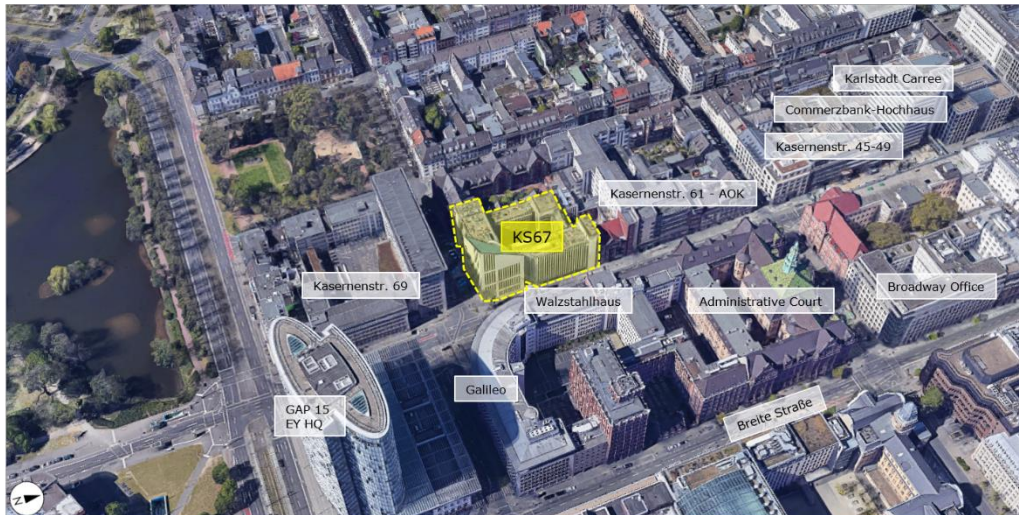 Karlstadt Carree
Commerzbank-Hochhaus
Kasernenstr. 45-49
Kasernenstr. 61 - AOK
KS67
Kasernenstr. 69
Walzstahlhaus
Administrative Court
Broadway Office
Galileo
GAP 15
EY HQ
Breite Straße
N